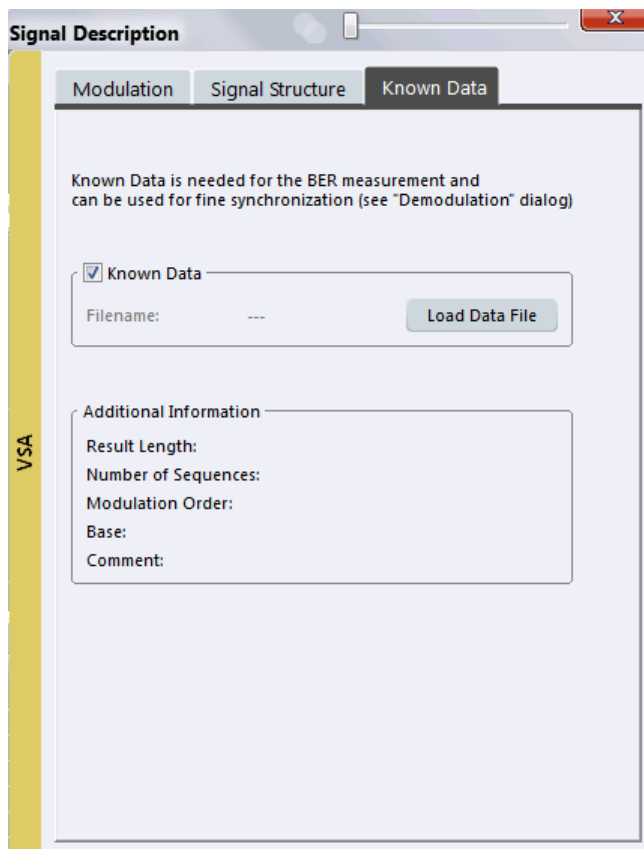 Signal Description
X
Modulation
Signal Structure
Known Data
Known Data is needed for the BER measurement and
can be used for fine synchronization (see "Demodulation" dialog)
Known Data
Filename: ---
Load Data File
Additional Information
Result Length:
Number of Sequences:
Modulation Order:
Base:
Comment:
VSA